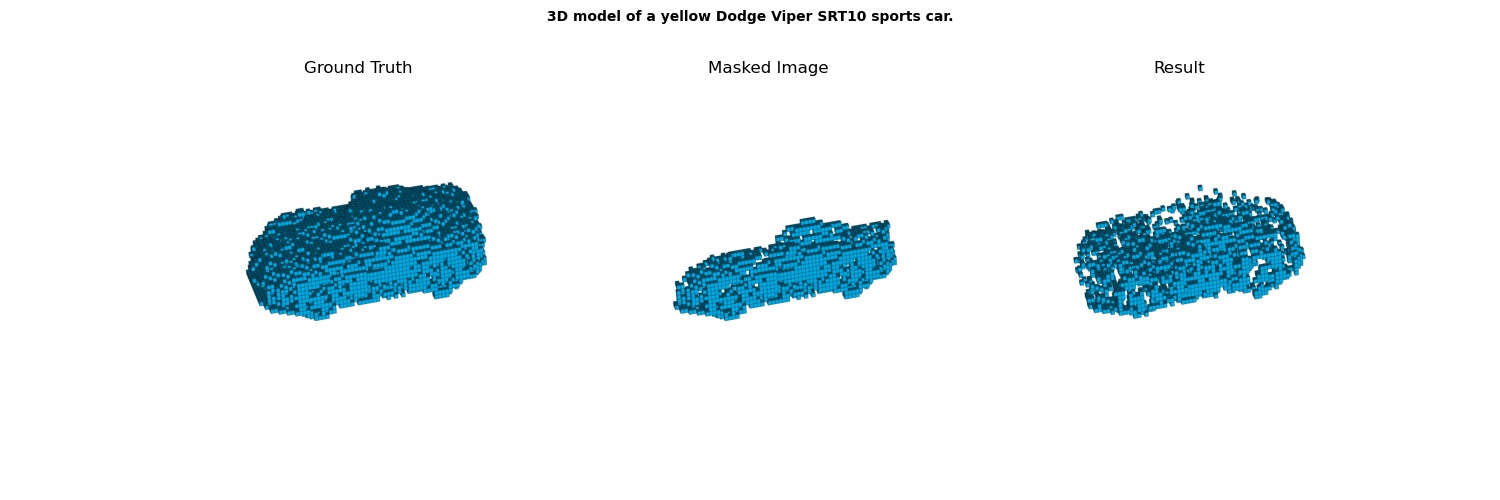 3D model of a yellow Dodge Viper SRT10 sports car.
Ground Truth
Masked Image
Result